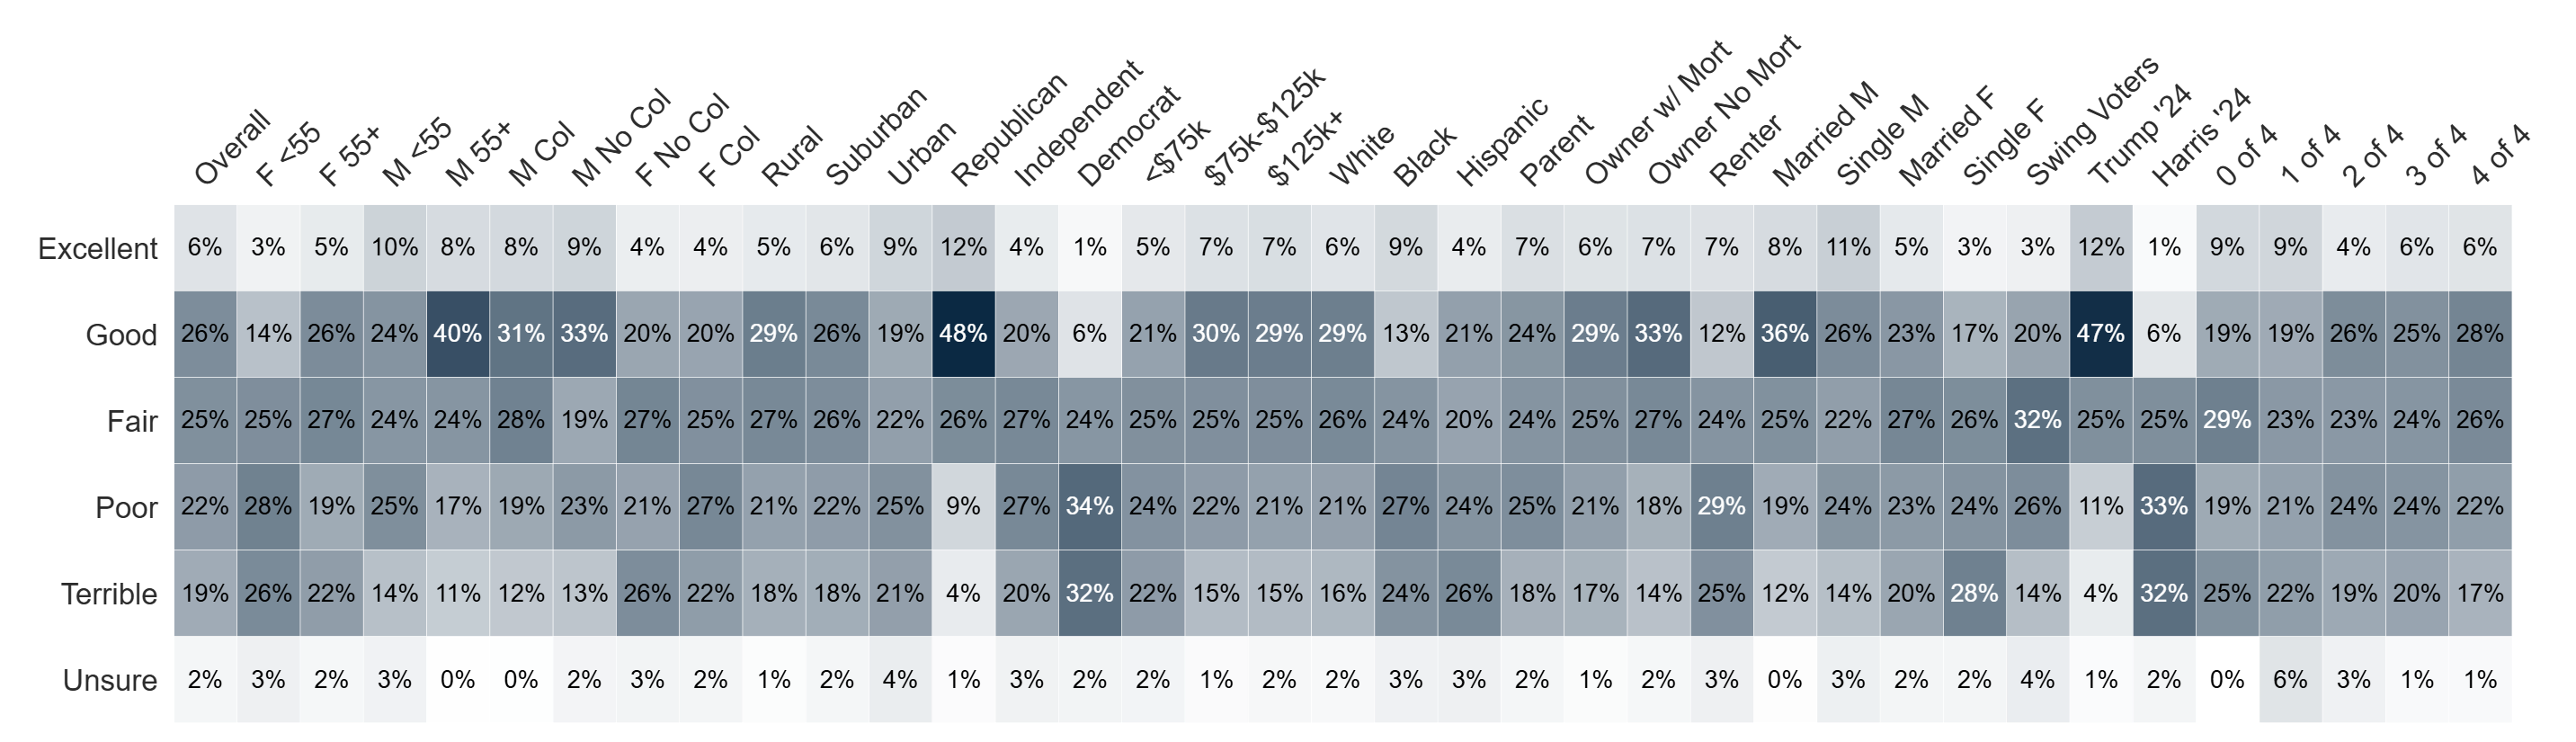 Overall F <55 F 55+ M <55 M 55+ M Col M No Col F No Col F Col Rural Suburban Urban Republican Independent Democrat <$75k $75k-$125k $125k+ White Black Hispanic Parent Owner w/ Mort Owner No Mort Renter Married M Single M Married F Single F Swing Voters Trump '24 Harris '24 0 of 4 1 of 4 2 of 4 3 of 4 4 of 4
Excellent 6% 3% 5% 10% 8% 8% 9% 4% 4% 5% 6% 9% 12% 4% 1% 5% 7% 7% 6% 9% 4% 7% 6% 7% 7% 8% 11% 5% 3% 3% 12% 1% 9% 9% 4% 6% 6%
Good 26% 14% 26% 24% 40% 31% 33% 20% 20% 29% 26% 19% 48% 20% 6% 21% 30% 29% 29% 13% 21% 24% 29% 33% 12% 36% 26% 23% 17% 20% 47% 6% 19% 19% 26% 25% 28%
Fair 25% 25% 27% 24% 24% 28% 19% 27% 25% 27% 26% 22% 26% 27% 24% 25% 25% 25% 26% 24% 20% 24% 25% 27% 24% 25% 22% 27% 26% 32% 25% 25% 29% 23% 23% 24% 26%
Poor 22% 28% 19% 25% 17% 19% 23% 21% 27% 21% 22% 25% 9% 27% 34% 24% 22% 21% 21% 27% 24% 25% 21% 18% 29% 19% 24% 23% 24% 26% 11% 33% 19% 21% 24% 24% 22%
Terrible 19% 26% 22% 14% 11% 12% 13% 26% 22% 18% 18% 21% 4% 20% 32% 22% 15% 15% 16% 24% 26% 18% 17% 14% 25% 12% 14% 20% 28% 14% 4% 32% 25% 22% 19% 20% 17%
Unsure 2% 3% 2% 3% 0% 0% 2% 3% 2% 1% 2% 4% 1% 3% 2% 2% 1% 2% 2% 3% 3% 2% 1% 2% 3% 0% 3% 2% 2% 4% 1% 2% 0% 6% 3% 1% 1%